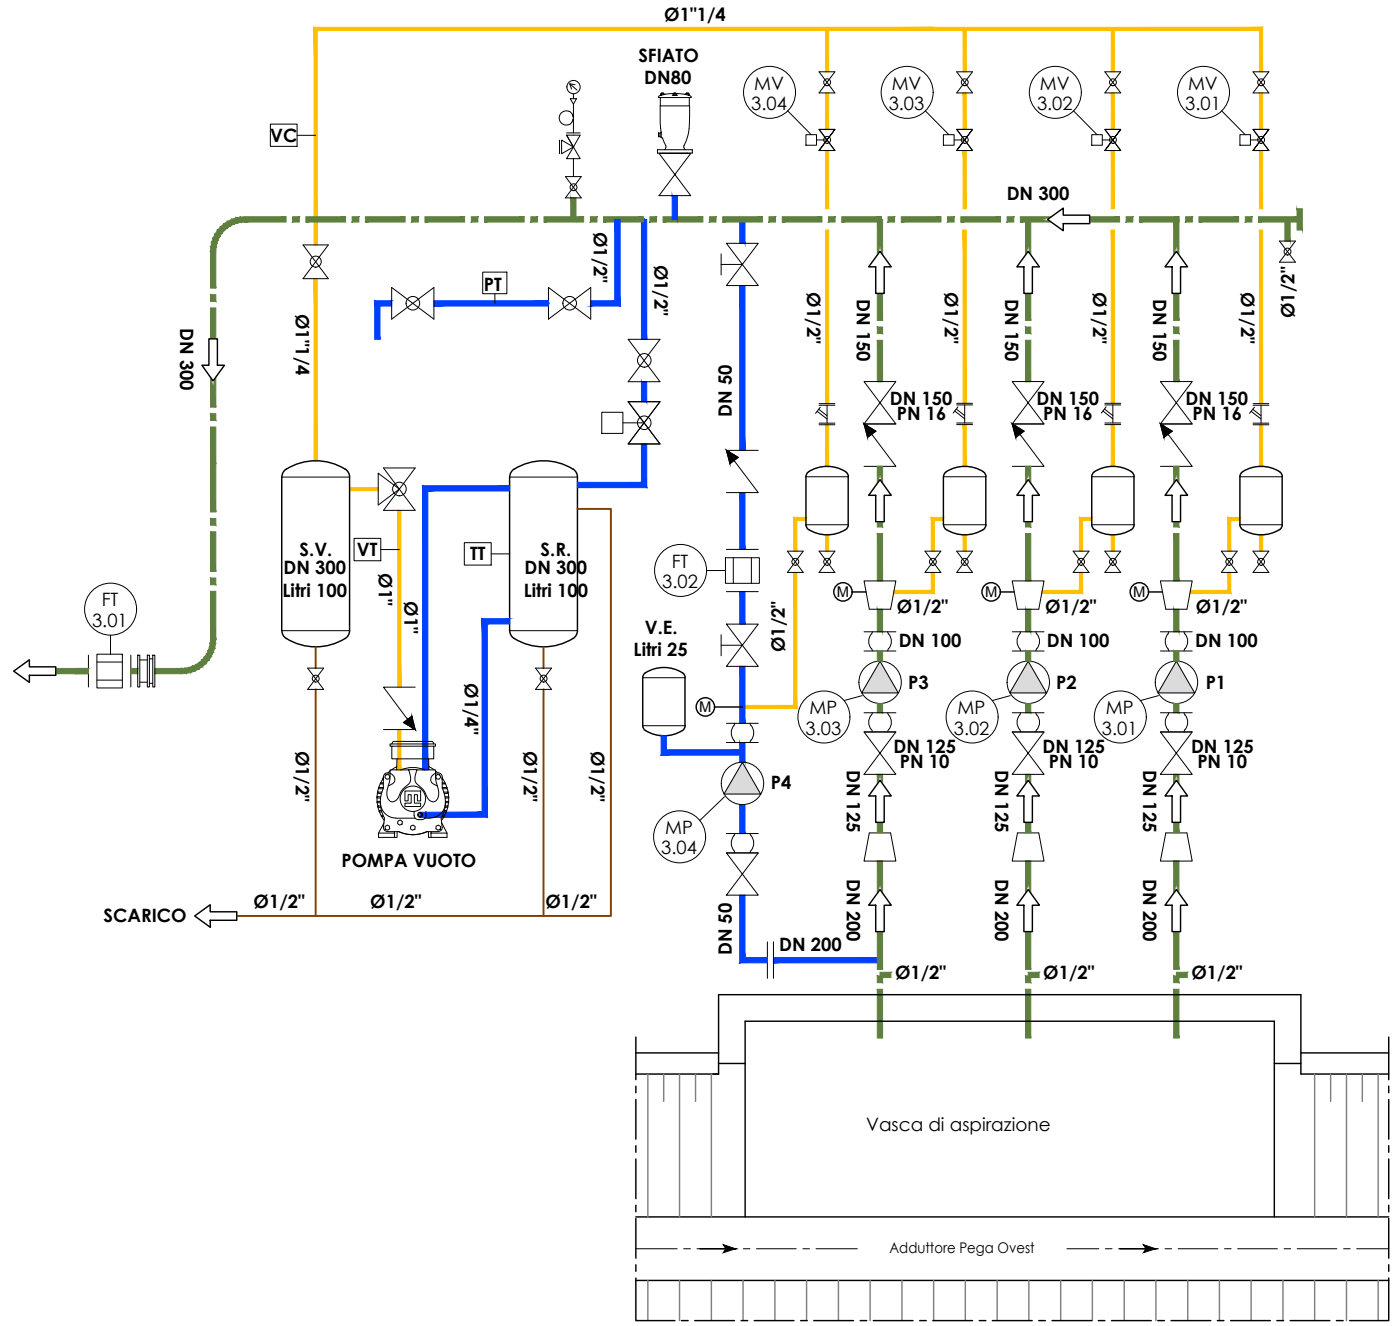 Ø1"1/4
SFIATO
DN80
MV
3.04
MV
3.03
MV
3.02
MV
3.01
VC
DN 300
Ø1/2"
Ø1/2"
PT
Ø1/2"
Ø1/2"
Ø1/2"
Ø1/2"
Ø1/2"
DN 300
Ø1"1/4
DN 50
DN 150
DN 150
DN 150
DN 150
PN 16
DN 150
PN 16
DN 150
PN 16
S.V.
DN 300
Litri 100
VT
TT
S.R.
DN 300
Litri 100
FT
3.02
FT
3.01
Ø1"
Ø1"
Ø1/2"
Ø1/2"
Ø1/2"
Ø1/2"
V.E.
Litri 25
DN 100
DN 100
DN 100
M
M
M
M
P3
P2
P1
MP
3.03
MP
3.02
MP
3.01
Ø1/4"
DN 125
PN 10
DN 125
PN 10
DN 125
PN 10
Ø1/2"
Ø1/2"
Ø1/2"
P4
DN 125
DN 125
DN 125
MP
3.04
POMPA VUOTO
SCARICO
Ø1/2"
Ø1/2"
Ø1/2"
DN 50
DN 200
DN 200
DN 200
DN 200
Ø1/2"
Ø1/2"
Ø1/2"
Vasca di aspirazione
Adduttore Pega Ovest